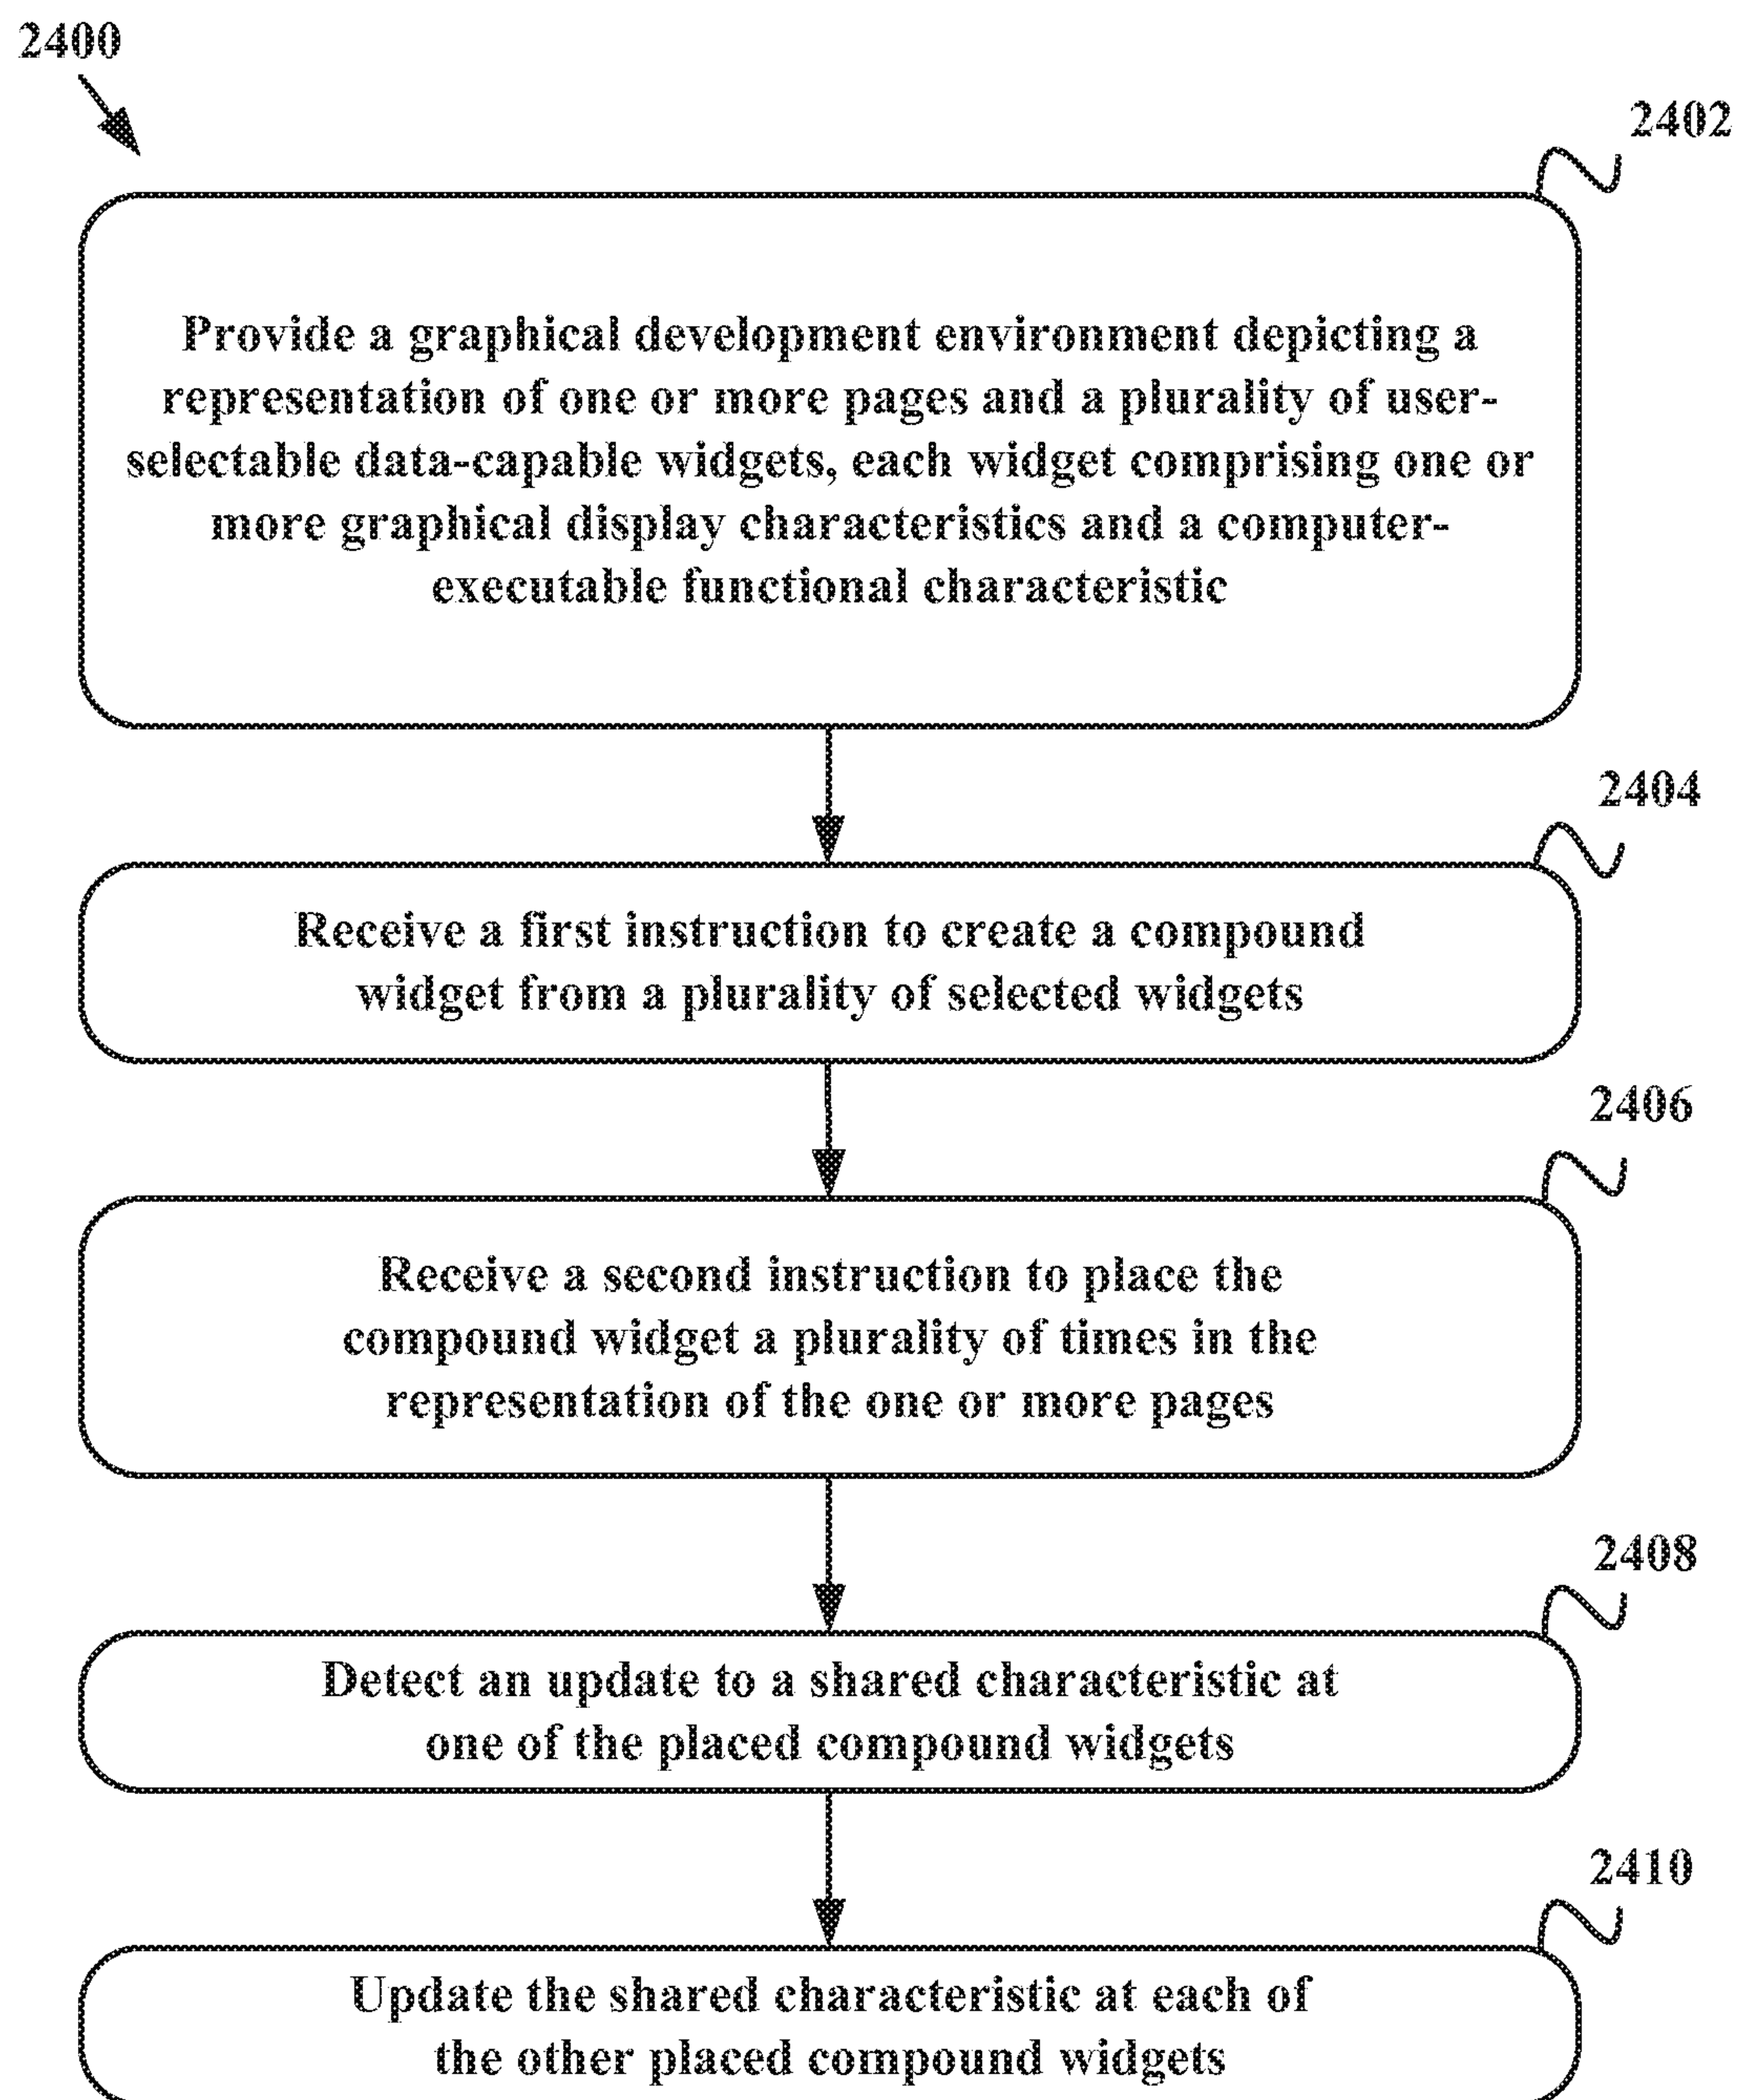 2400
2402
Provide a graphical development environment depicting a
representation of one or more pages and a plurality of user-
selectable data-capable widgets, each widget comprising one or
more graphical display characteristics and a computer-
executable functional characteristic
2404
Receive a first instruction to create a compound
widget from a plurality of selected widgets
2406
Receive a second instruction to place the
compound widget a plurality of times in the
representation of the one or more pages
2408
Detect an update to a shared characteristic at
one of the placed compound widgets
2410
Update the shared characteristic at each of
the other placed compound widgets